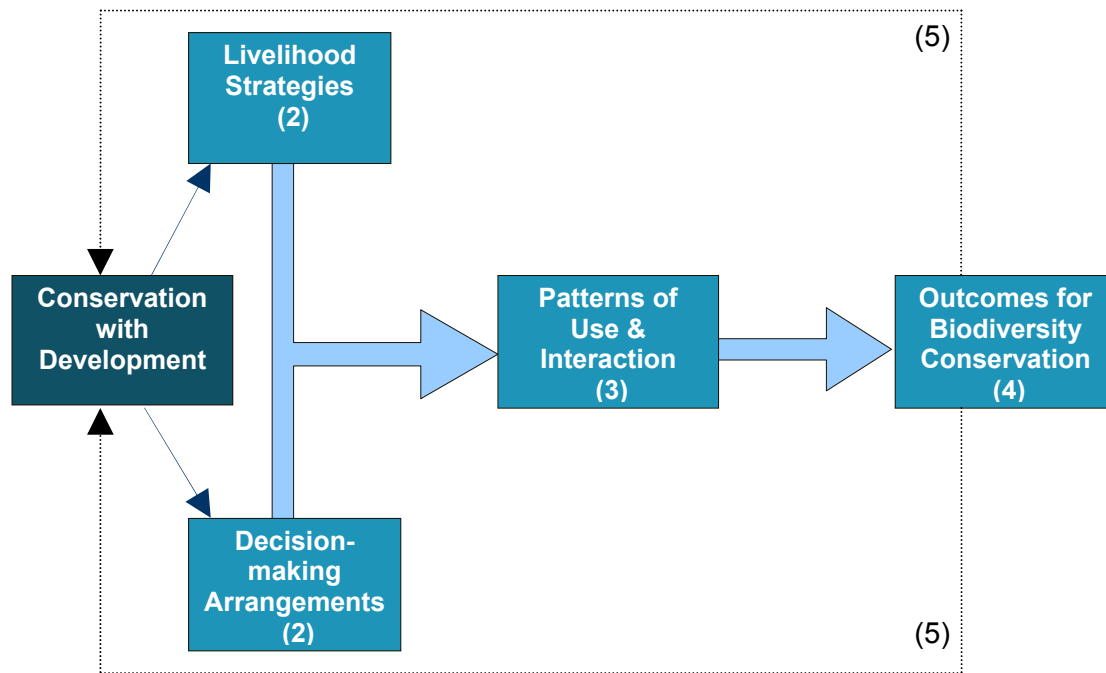 (5)
Livelihood
Strategies
(2)
Conservation
with
Development
Patterns of
Use &
Interaction
(3)
Outcomes for
Biodiversity
Conservation
(4)
Decision-
making
Arrangements
(2)
(5)